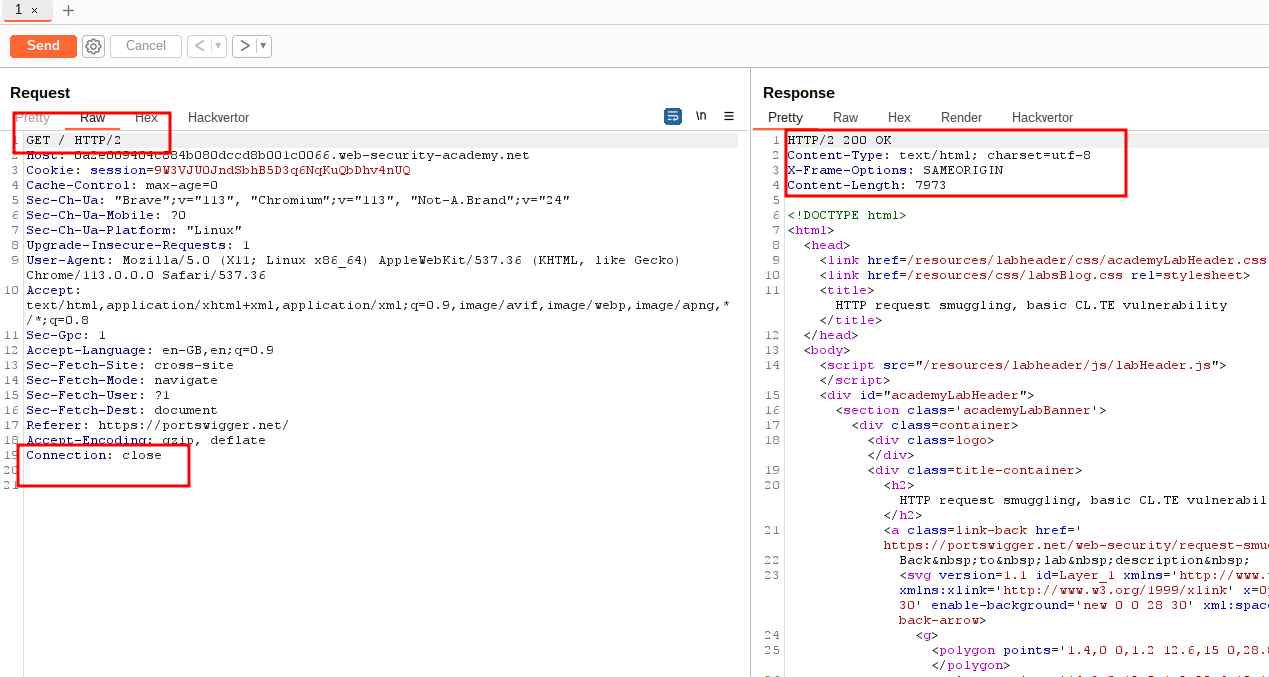 1 × +
Send Cancel < ▾ > ▾
Request
Pretty Raw Hex Hackvertor \n ≡
1 GET / HTTP/2
2 Host: web-security-academy.net
3 Cookie: session=
4 Cache-Control: max-age=0
5 Sec-Ch-Ua: "Brave";v="113", "Chromium";v="113", "Not-A.Brand";v="24"
6 Sec-Ch-Ua-Mobile: ?0
7 Sec-Ch-Ua-Platform: "Linux"
8 Upgrade-Insecure-Requests: 1
9 User-Agent: Mozilla/5.0 (X11; Linux x86_64) AppleWebKit/537.36 (KHTML, like Gecko)
Chrome/113.0.0.0 Safari/537.36
10 Accept:
text/html,application/xhtml+xml,application/xml;q=0.9,image/avif,image/webp,image/apng,*
/*;q=0.8
11 Sec-Gpc: 1
12 Accept-Language: en-GB,en;q=0.9
13 Sec-Fetch-Site: cross-site
14 Sec-Fetch-Mode: navigate
15 Sec-Fetch-User: ?1
16 Sec-Fetch-Dest: document
17 Referer: https://portswigger.net/
18 Accept-Encoding: gzip, deflate
19 Connection: close
20
21
Response
Pretty Raw Hex Render Hackvertor
1 HTTP/2 200 OK
2 Content-Type: text/html; charset=utf-8
3 X-Frame-Options: SAMEORIGIN
4 Content-Length: 7973
5
6 <!DOCTYPE html>
7 <html>
8 <head>
9 <link href=/resources/labheader/css/academyLabHeader.css
10 <link href=/resources/css/labsBlog.css rel=stylesheet>
11 <title>
HTTP request smuggling, basic CL.TE vulnerability
</title>
12 </head>
13 <body>
14 <script src="/resources/labheader/js/labHeader.js">
</script>
15 <div id="academyLabHeader">
16 <section class='academyLabBanner'>
17 <div class=container>
18 <div class=logo>
</div>
19 <div class=title-container>
20 <h2>
HTTP request smuggling, basic CL.TE vulnerabil
</h2>
21 <a class=link-back href='
https://portswigger.net/web-security/request-smu
22 Back&nbsp;to&nbsp;lab&nbsp;description&nbsp;
23 <svg version=1.1 id=Layer_1 xmlns='http://www.
xmlns:xlink='http://www.w3.org/1999/xlink' x=0p
30' enable-background='new 0 0 28 30' xml:space
back-arrow>
24 <g>
25 <polygon points='1.4,0 0,1.2 12.6,15 0,28.8
</polygon>